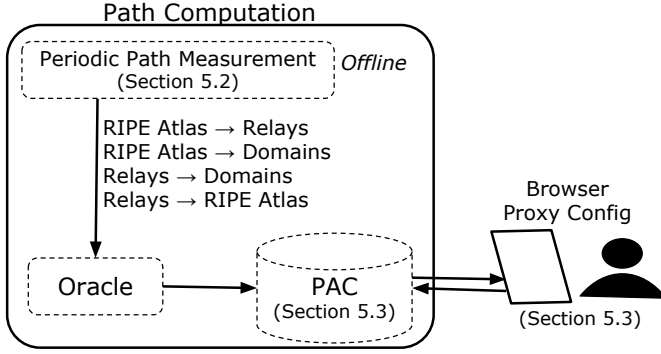 Path Computation
Periodic Path Measurement
(Section 5.2)
Offline
RIPE Atlas → Relays
RIPE Atlas → Domains
Relays → Domains
Relays → RIPE Atlas
Browser
Proxy Config
Oracle
PAC
(Section 5.3)
(Section 5.3)